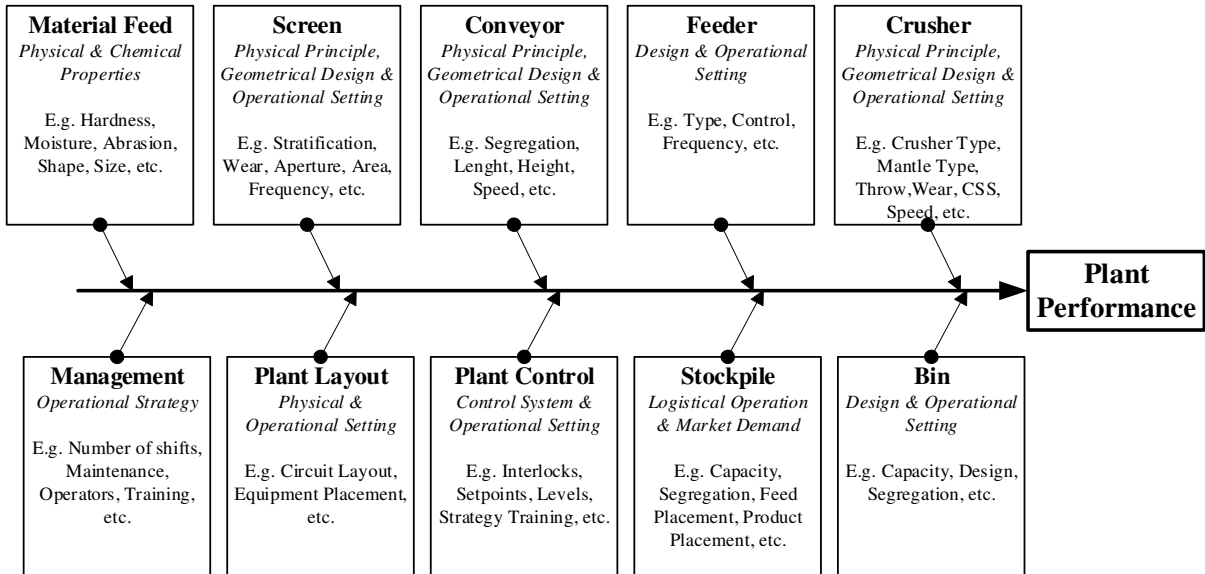 Material Feed
Physical & Chemical
Properties
E.g. Hardness,
Moisture, Abrasion,
Shape, Size, etc.
Screen
Physical Principle,
Geometrical Design &
Operational Setting
E.g. Stratification,
Wear, Aperture, Area,
Frequency, etc.
Conveyor
Physical Principle,
Geometrical Design &
Operational Setting
E.g. Segregation,
Lenght, Height,
Speed, etc.
Feeder
Design & Operational
Setting
E.g. Type, Control,
Frequency, etc.
Crusher
Physical Principle,
Geometrical Design &
Operational Setting
E.g. Crusher Type,
Mantle Type,
Throw,Wear, CSS,
Speed, etc.
Plant
Performance
Management
Operational Strategy
E.g. Number of shifts,
Maintenance,
Operators, Training,
etc.
Plant Layout
Physical &
Operational Setting
E.g. Circuit Layout,
Equipment Placement,
etc.
Plant Control
Control System &
Operational Setting
E.g. Interlocks,
Setpoints, Levels,
Strategy Training, etc.
Stockpile
Logistical Operation
& Market Demand
E.g. Capacity,
Segregation, Feed
Placement, Product
Placement, etc.
Bin
Design & Operational
Setting
E.g. Capacity, Design,
Segregation, etc.